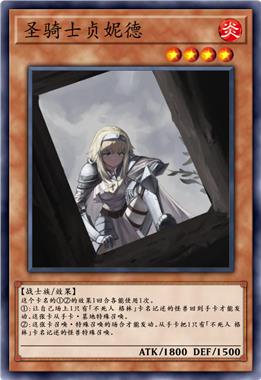 圣骑士贞妮德
炎
【战士族/效果】
这个卡名的①②的效果1回合各能使用1次。
①:让自己场上1只有「不死人 格林」卡名记述的怪兽回到手卡才能发
动。这张卡从手卡·墓地特殊召唤。
②:这张卡召唤·特殊召唤的场合才能发动。从手卡把1只有「不死人 格
林」卡名记述的怪兽特殊召唤。
ATK/1800 DEF/1500